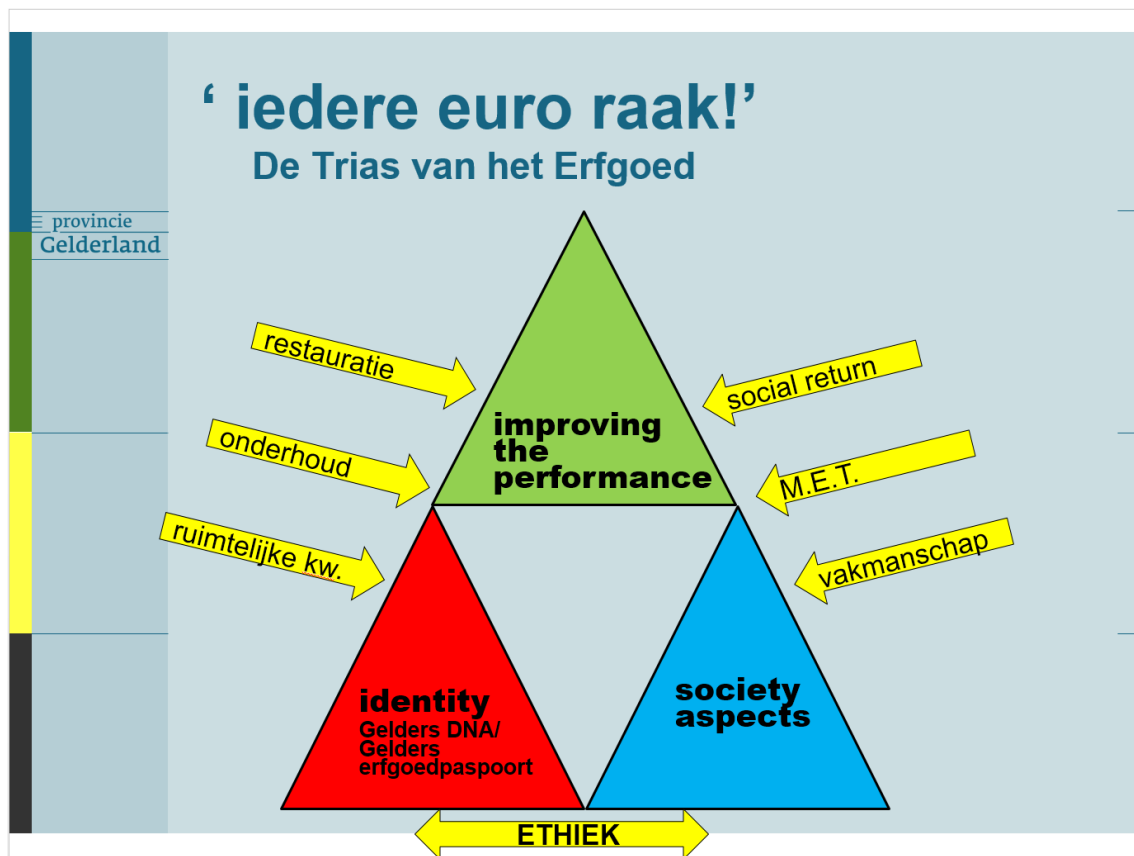 ‘ iedere euro raak!’
De Trias van het Erfgoed
provincie
Gelderland
restauratie
onderhoud
ruimtelijke kw.
social return
M.E.T.
vakmanschap
improving
the
performance
identity
Gelders DNA/
Gelders
erfgoedpaspoort
society
aspects
ETHIEK